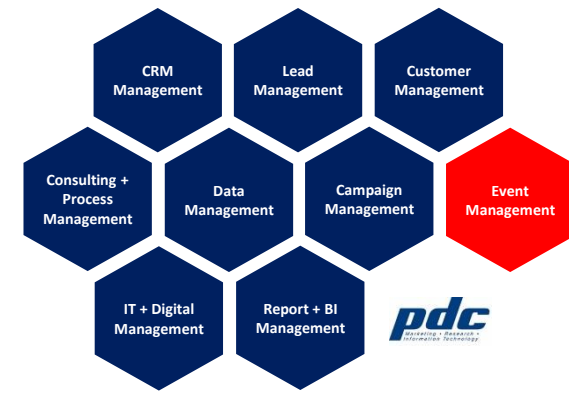 CRM
Management
Lead
Management
Customer
Management
Consulting +
Process
Management
Data
Management
Campaign
Management
Event
Management
IT + Digital
Management
Report + BI
Management
pdc
Marketing • Research •
Information Technology